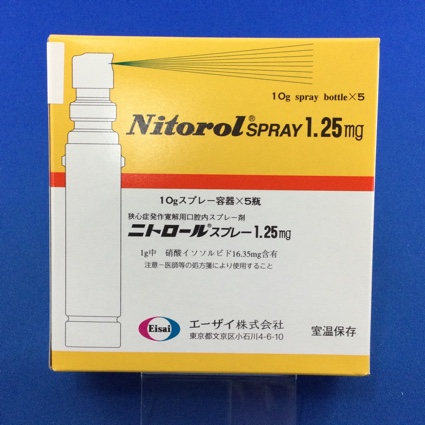 10g spray bottle×5
Nitorol® SPRAY 1.25mg
10gスプレー容器×5瓶
狭心症発作寛解用口腔内スプレー剤
ニトロール®スプレー1.25mg
1g中 硝酸イソソルビド16.35mg含有
注意－医師等の処方箋により使用すること
Eisai
エーザイ株式会社
東京都文京区小石川4-6-10
室温保存